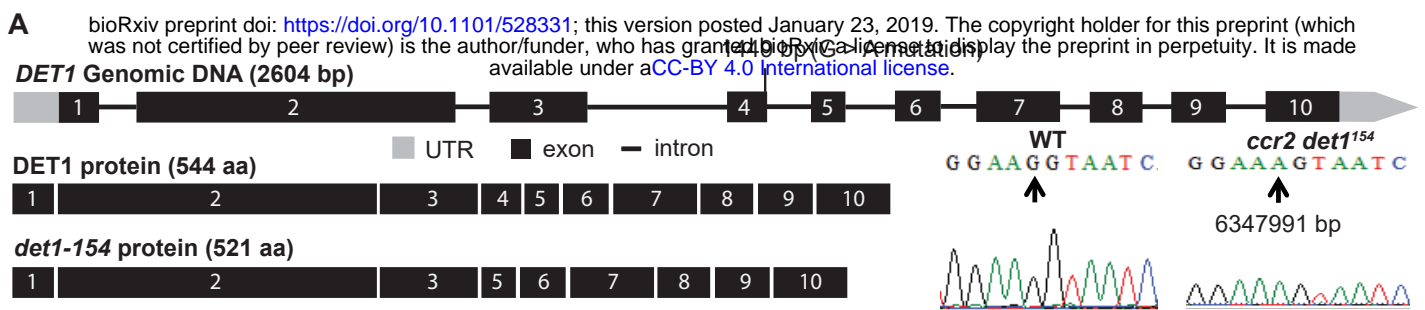 A
bioRxiv preprint doi: https://doi.org/10.1101/528331; this version posted January 23, 2019. The copyright holder for this preprint (which
was not certified by peer review) is the author/funder, who has granted bioRxiv a license to display the preprint in perpetuity. It is made
available under aCC-BY 4.0 International license.
1449 bp (G > A mutation)
DET1 Genomic DNA (2604 bp)
1 2 3 4 5 6 7 8 9 10
UTR exon intron
WT ccr2 det1154
DET1 protein (544 aa)
G G A A G G T A A T C G G A A A G T A A T C
1 2 3 4 5 6 7 8 9 10
6347991 bp
det1-154 protein (521 aa)
1 2 3 5 6 7 8 9 10